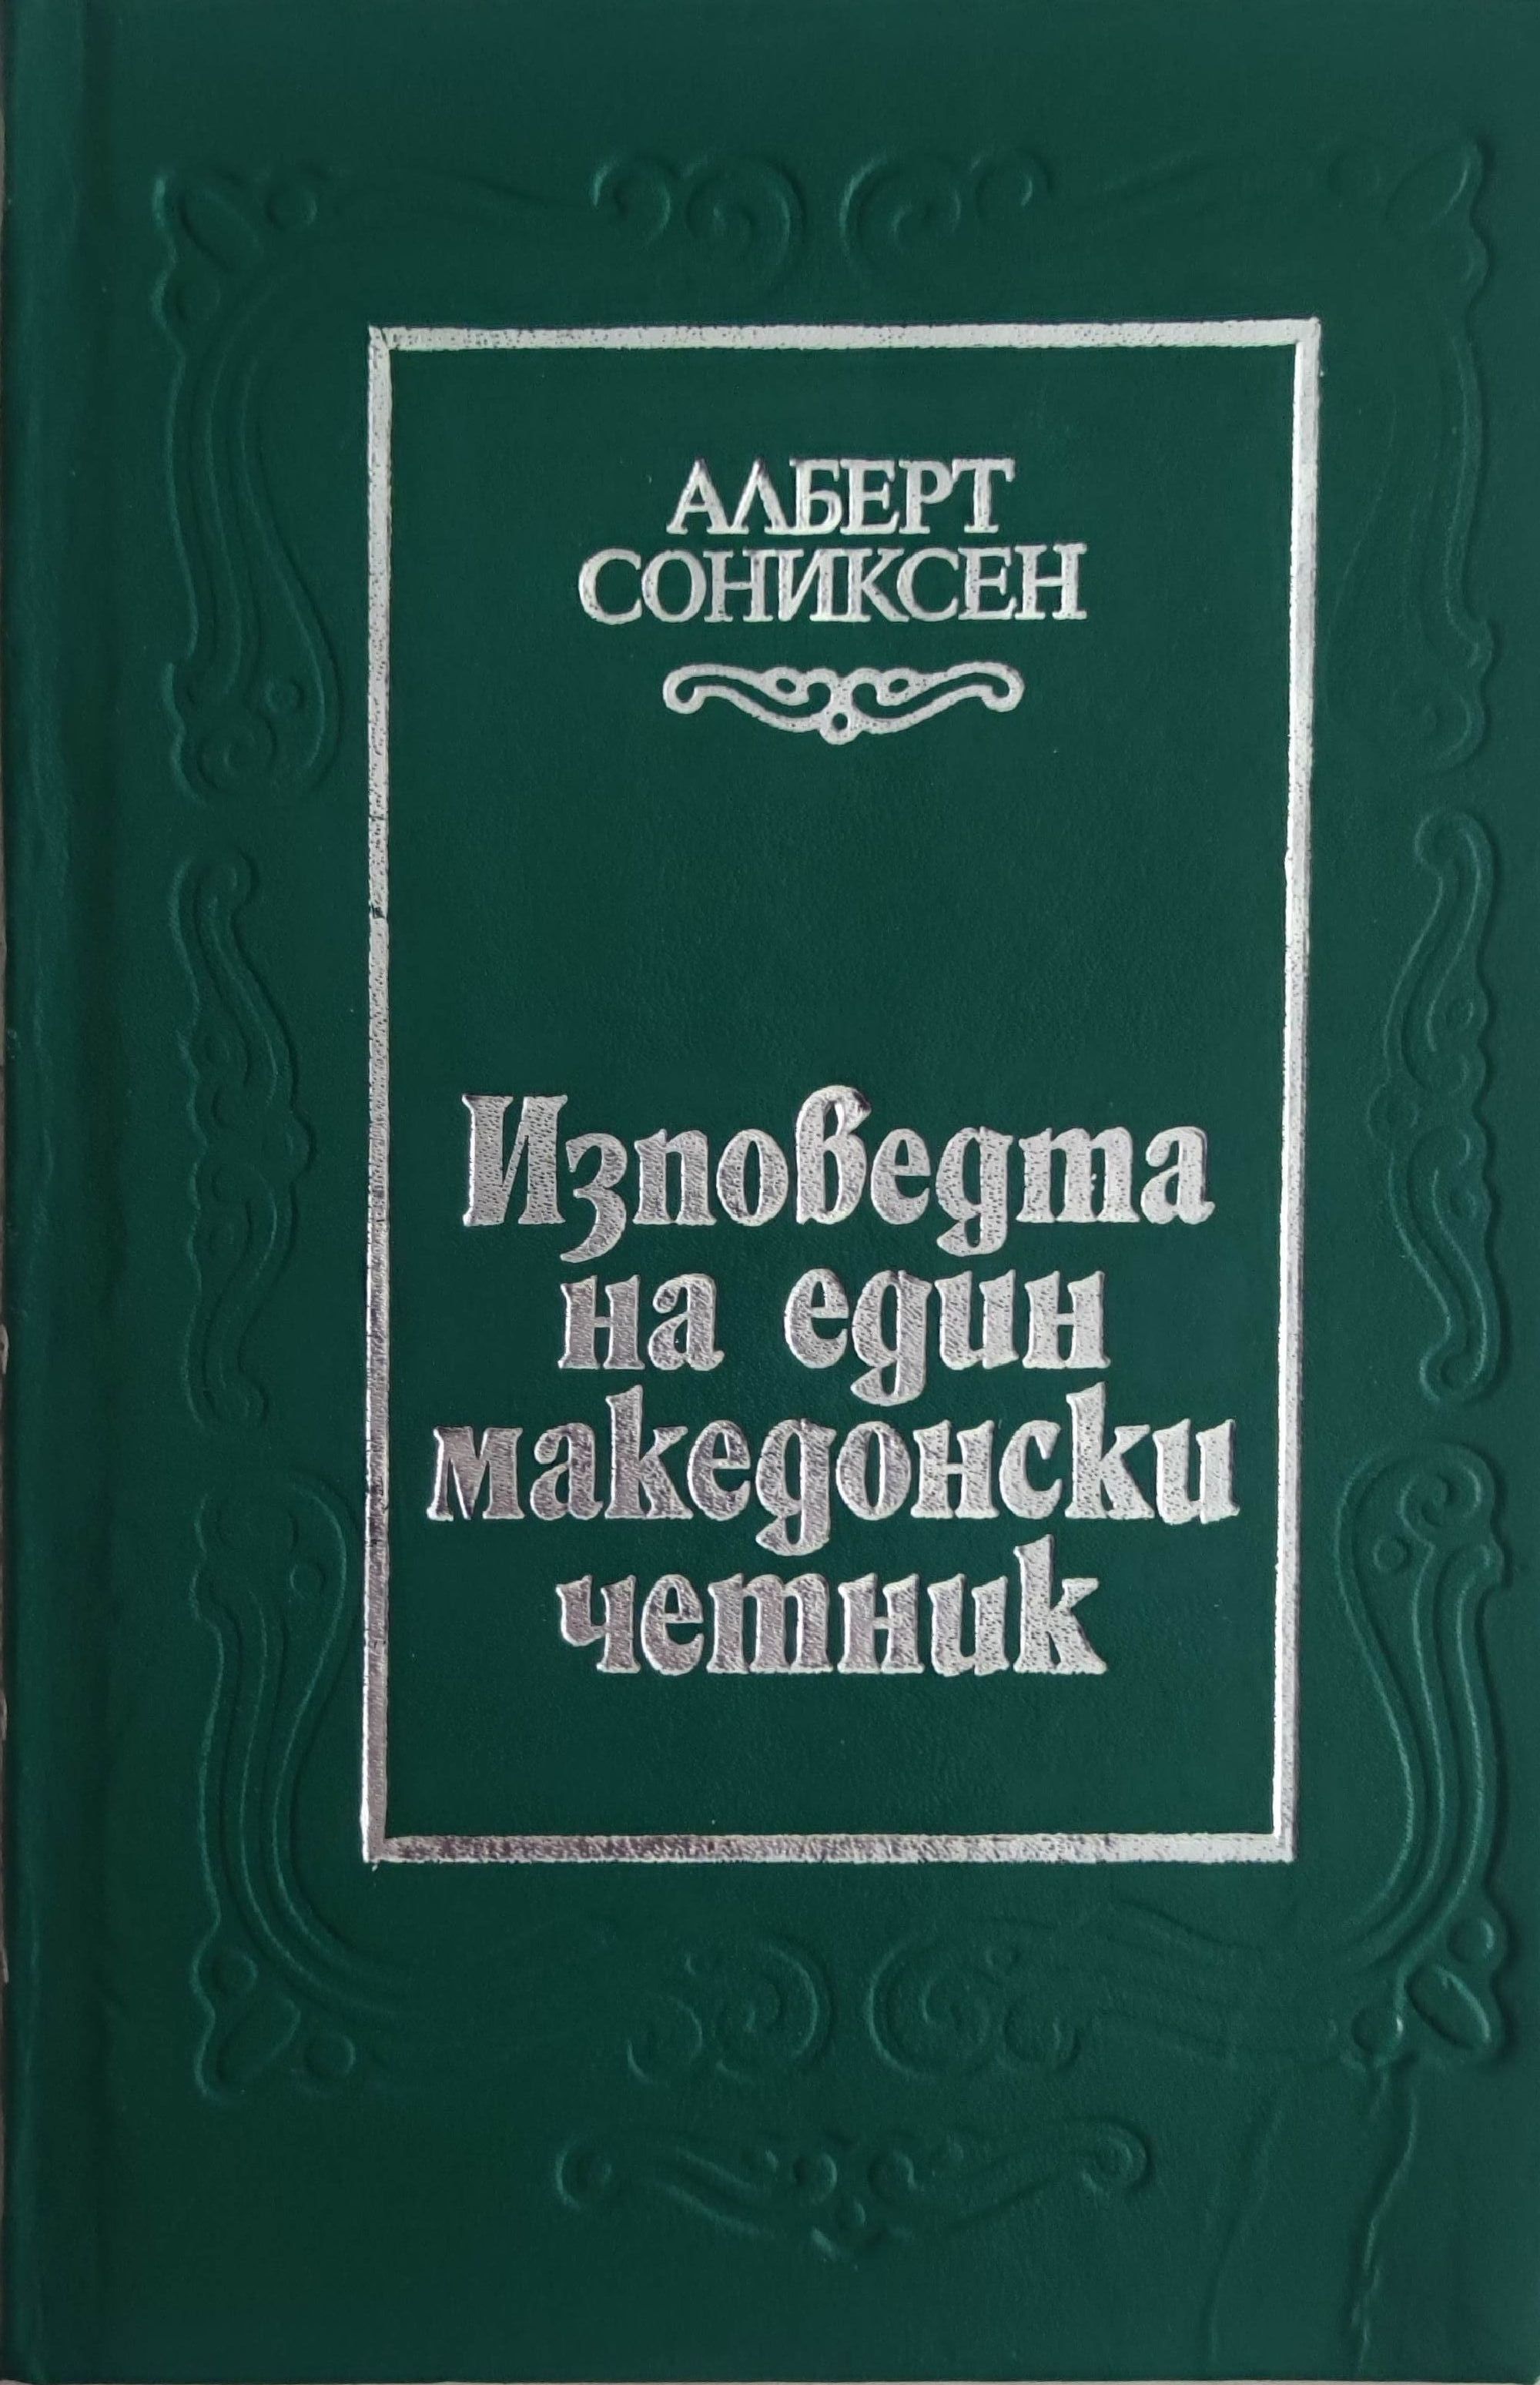 АЛБЕРТ
СОНИКСЕН
Изповедта
на един
македонски
четник